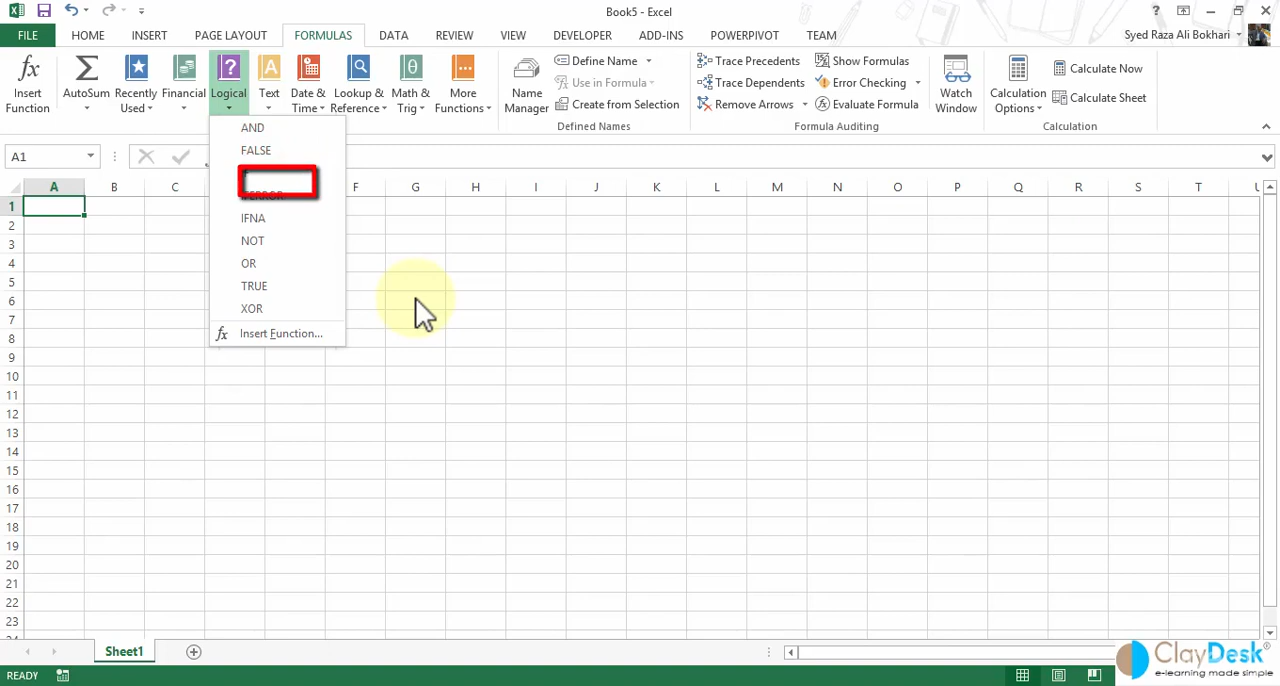 Book5 - Excel
?
FILE HOME INSERT PAGE LAYOUT FORMULAS DATA REVIEW VIEW DEVELOPER ADD-INS POWERPIVOT TEAM Syed Raza Ali Bokhari
fx Insert Function
Σ AutoSum
Recently Used
Financial
? Logical
A Text
Date & Time
Lookup & Reference
θ Math & Trig
More Functions
Name Manager
Define Name
Use in Formula
Create from Selection
Defined Names
Trace Precedents
Trace Dependents
Remove Arrows
Show Formulas
Error Checking
Evaluate Formula
Formula Auditing
Watch Window
Calculation Options
Calculate Now
Calculate Sheet
Calculation
A1
AND
FALSE
IFERROR
IFNA
NOT
OR
TRUE
XOR
fx Insert Function...
A B C F G H I J K L M N O P Q R S T U
1
2
3
4
5
6
7
8
9
10
11
12
13
14
15
16
17
18
19
20
21
22
23
24
Sheet1
READY
ClayDesk®
e-learning made simple